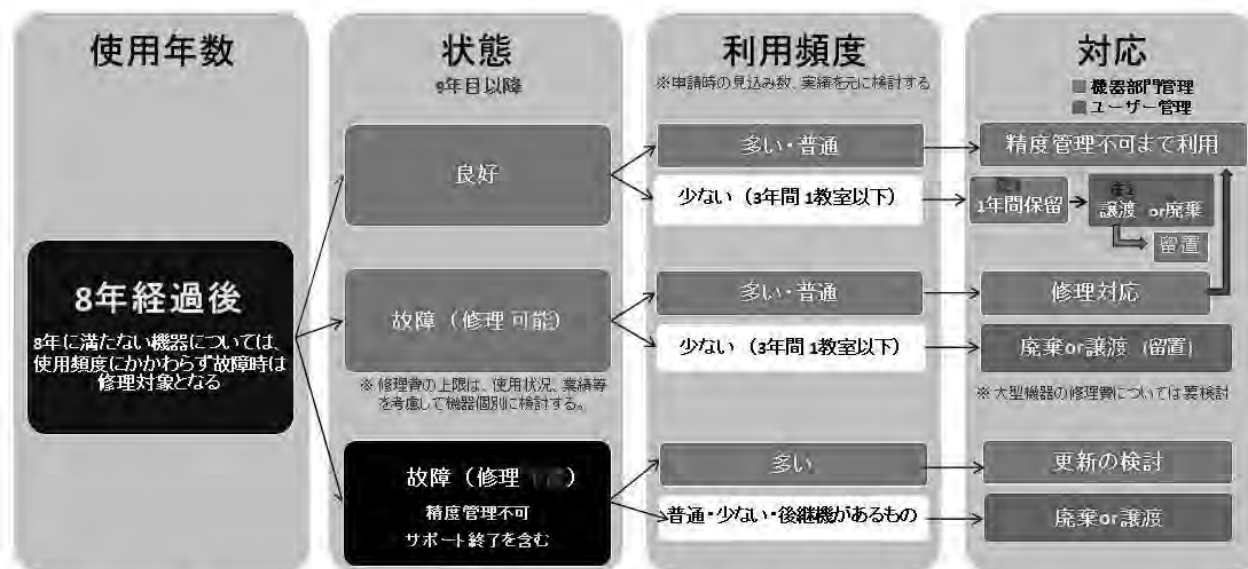 使用年数
8年経過後
8年に満たない機器については、
使用頻度にかかわらず故障時は
修理対象となる
状態
9年目以降
良好
故障（修理 可能）
※ 修理費の上限は、使用状況、業績等
を考慮して機器個別に検討する。
故障（修理 ）
精度管理不可
サポート終了を含む
利用頻度
※申請時の見込み数、実績を元に検討する
多い・普通
少ない（3年間 1教室以下）
多い・普通
少ない（3年間 1教室以下）
多い
普通・少ない・後継機があるもの
対応
■ 機器部門管理
■ ユーザー管理
精度管理不可まで利用
1年間保留
譲渡 or廃棄
留置
修理対応
廃棄or譲渡（留置）
※ 大型機器の修理費については要検討
更新の検討
廃棄or譲渡